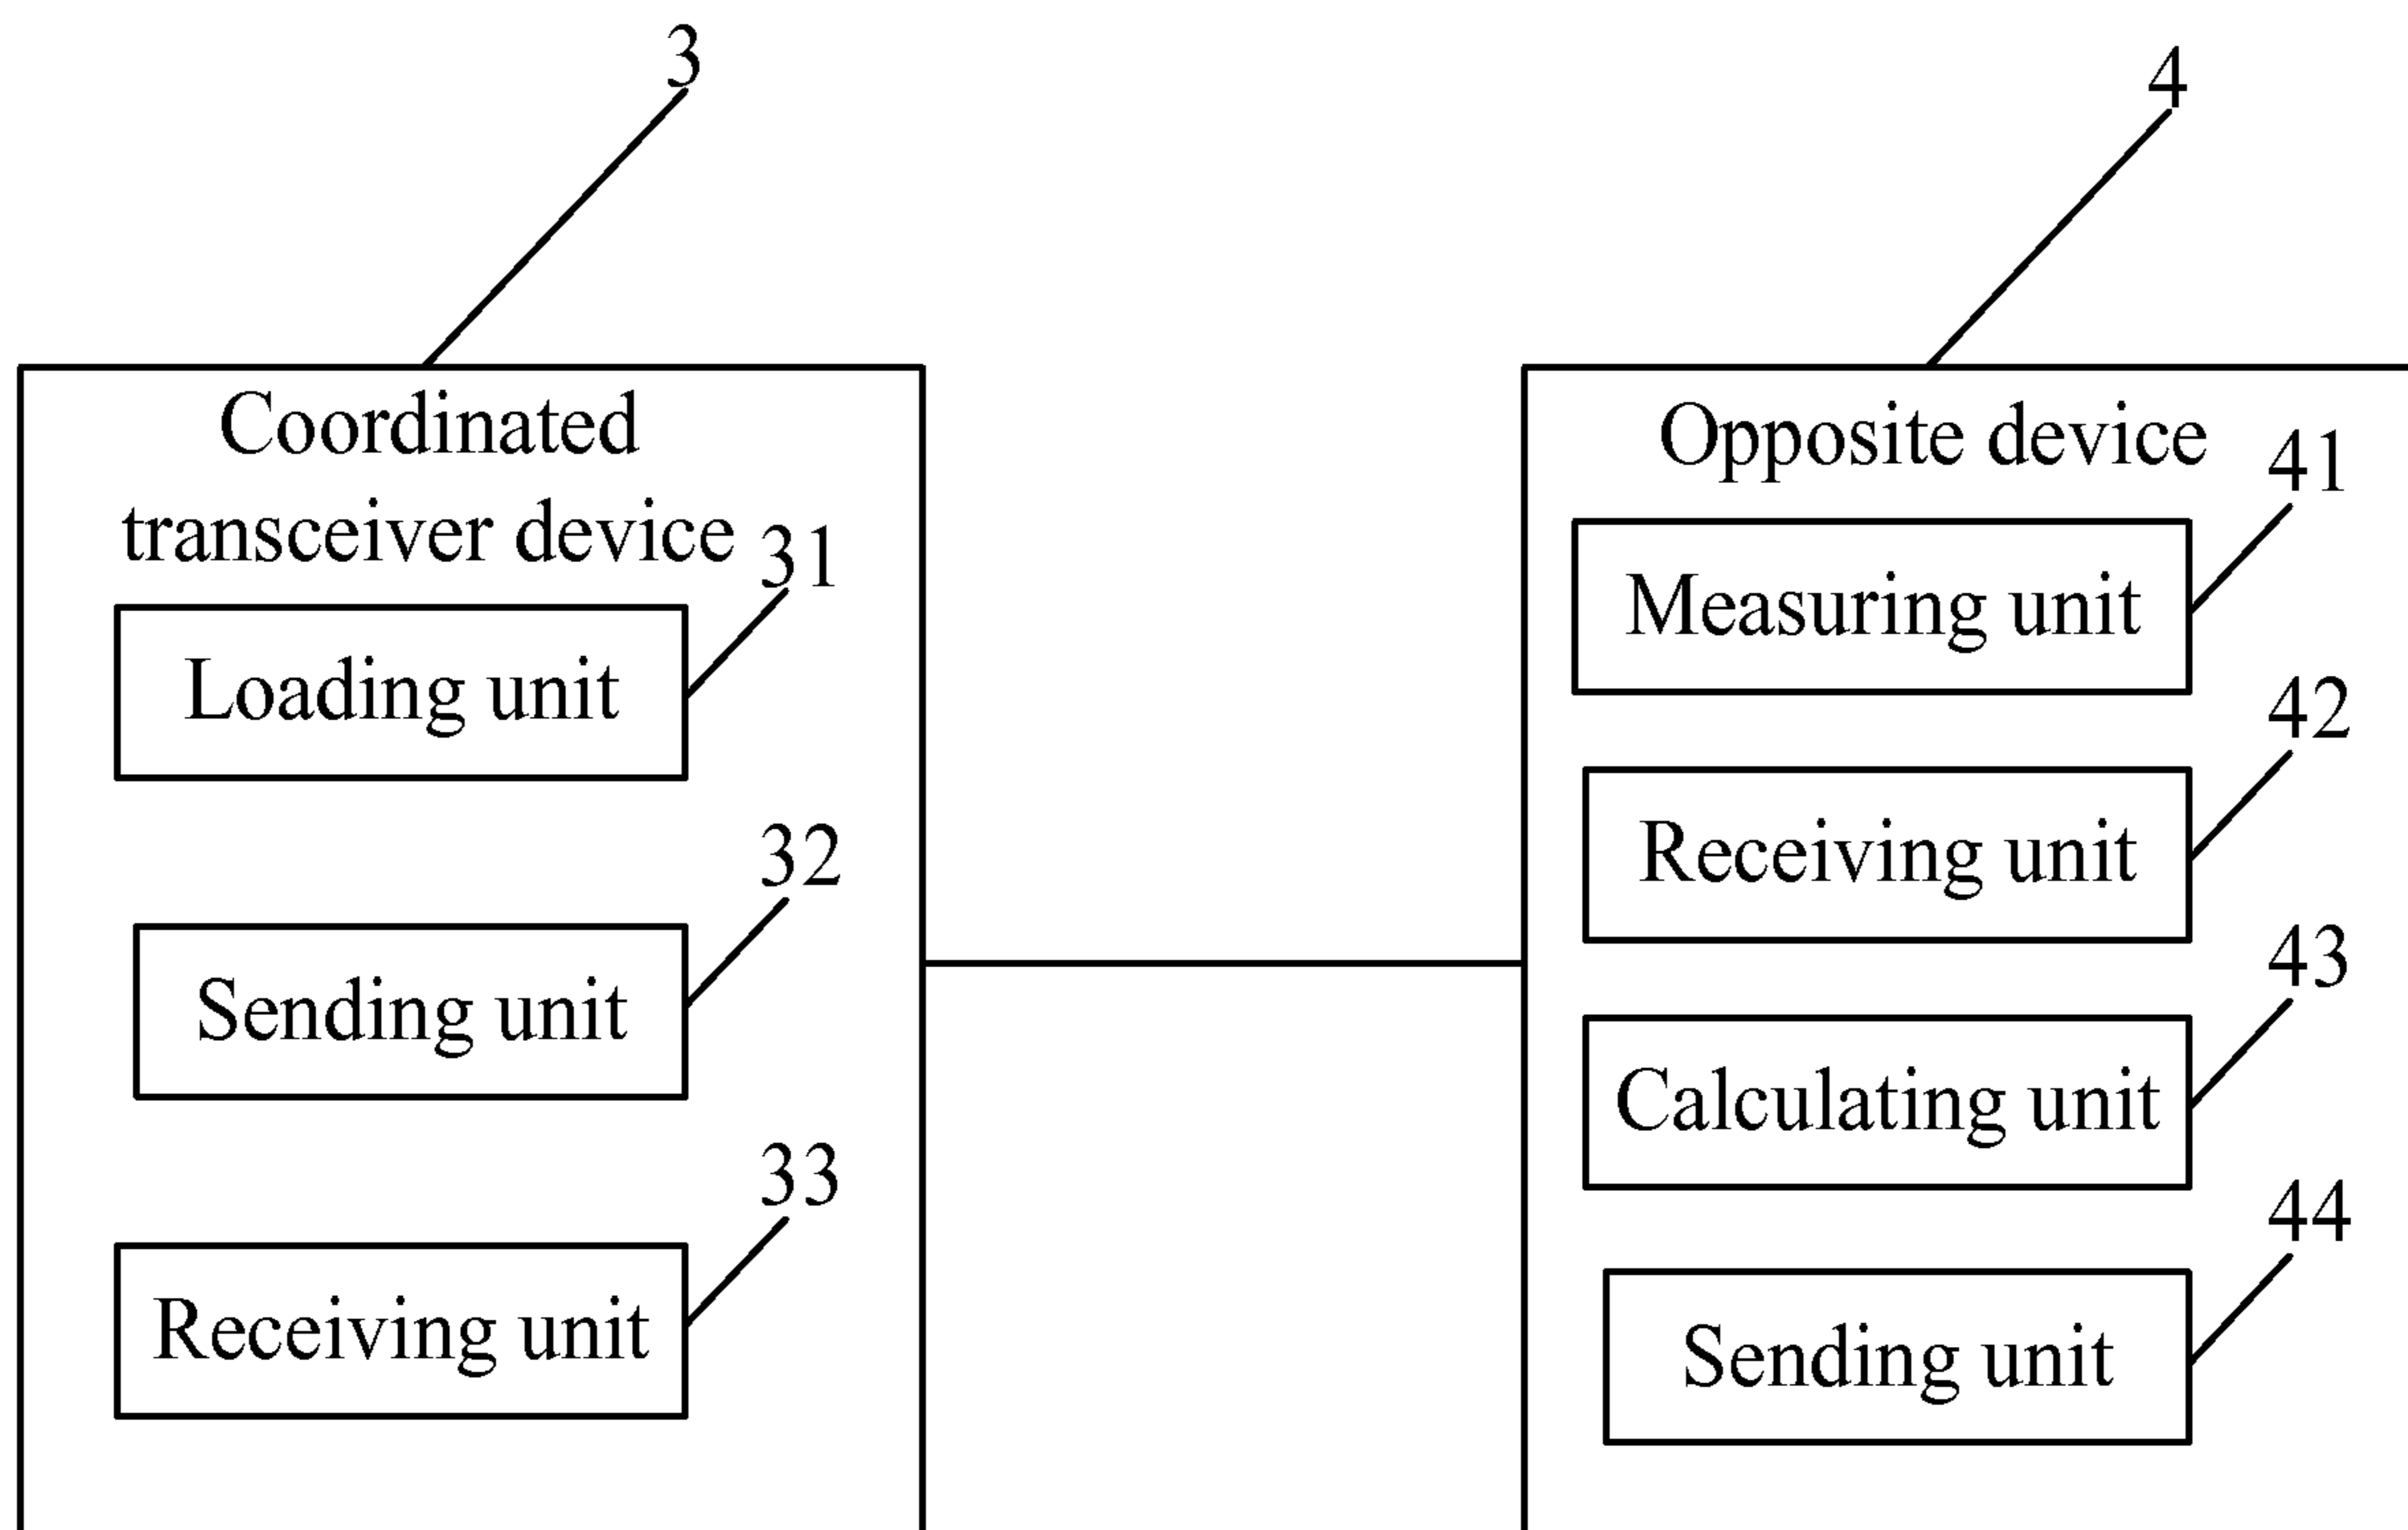 3
Coordinated
transceiver device
31
Loading unit
32
Sending unit
33
Receiving unit
4
Opposite device
41
Measuring unit
42
Receiving unit
43
Calculating unit
44
Sending unit